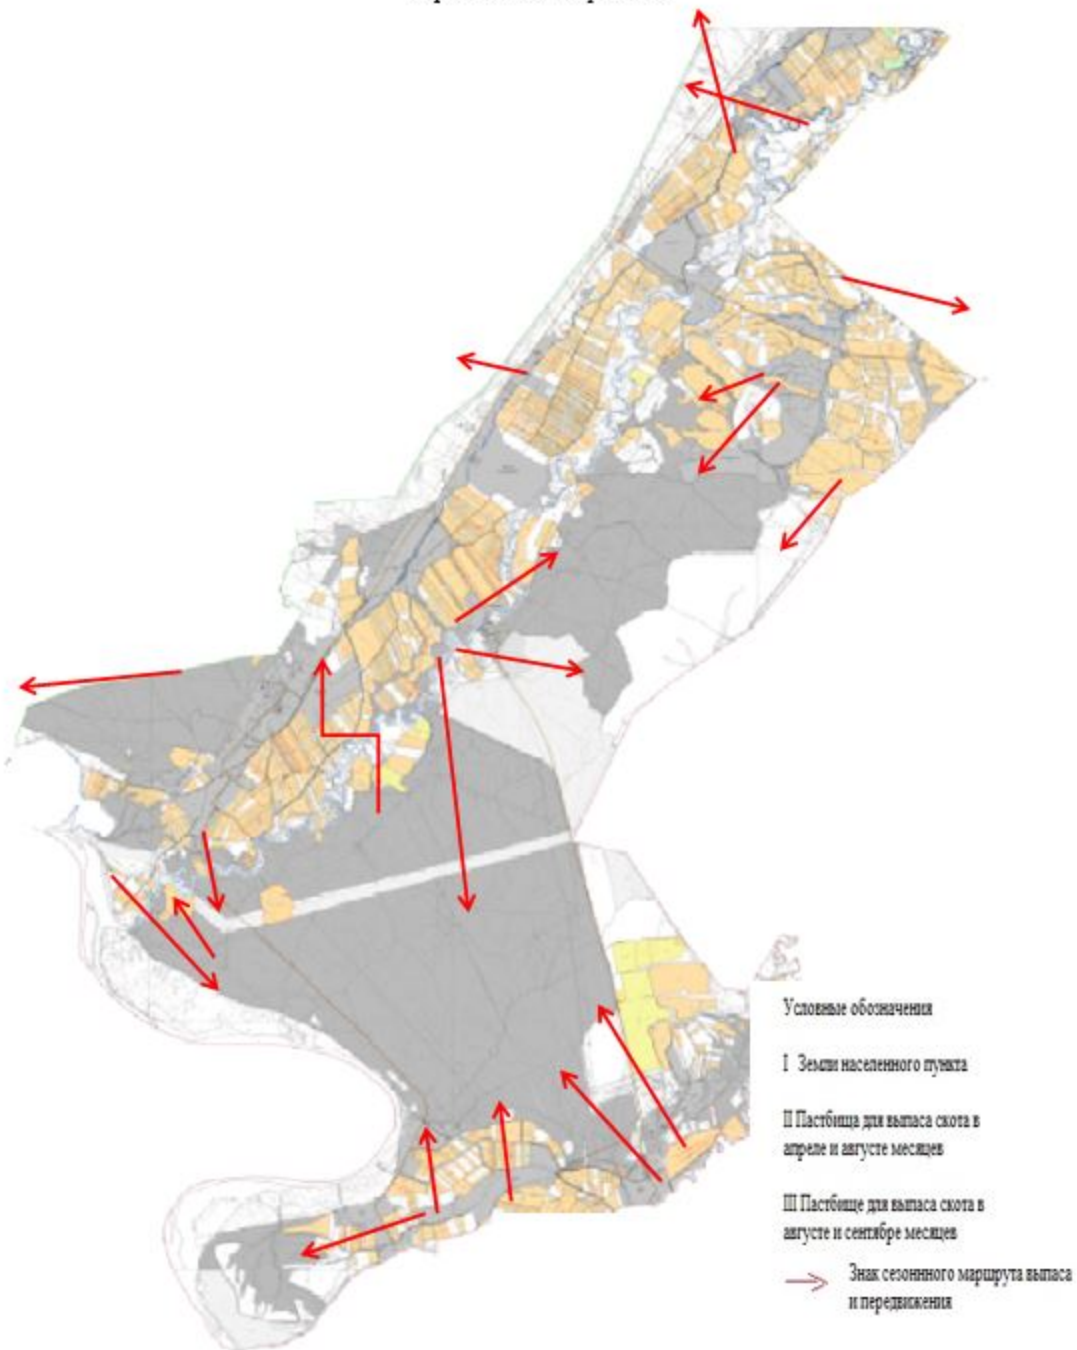 Условные обозначения
I Земли населенного пункта
II Пастбища для выпаса скота в
апреле и августе месяцев
III Пастбище для выпаса скота в
августе и сентябре месяцев
Знак сезоннного маршрута выпаса
и передвижения